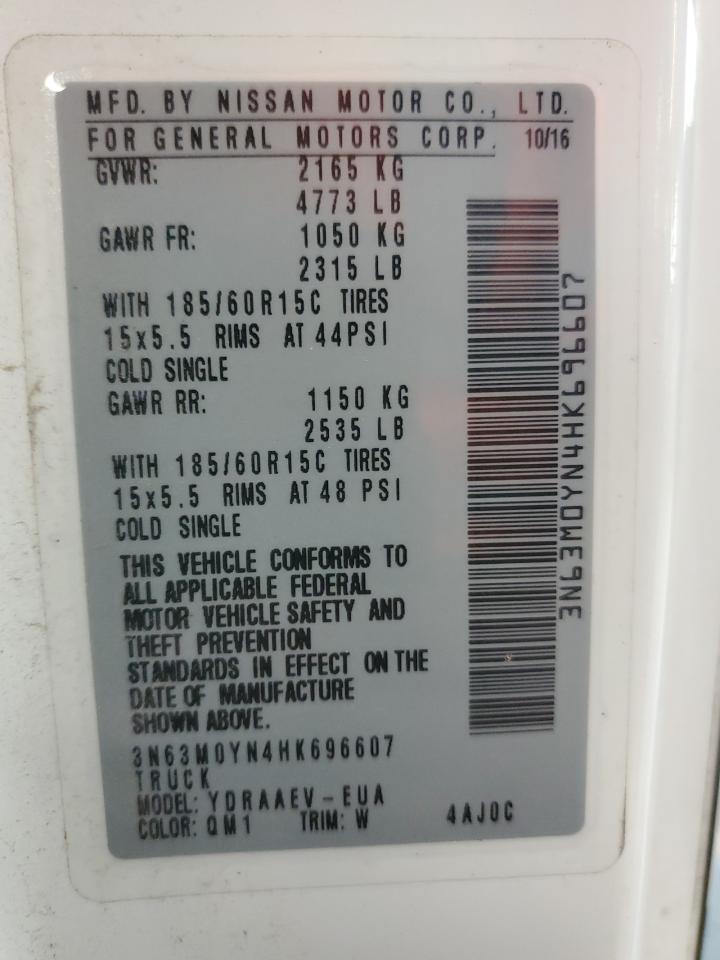 MFD. BY NISSAN MOTOR CO., LTD.
FOR GENERAL MOTORS CORP. 10/16
GVWR: 2165 KG
4773 LB
GAWR FR: 1050 KG
2315 LB
WITH 185/60R15C TIRES
15x5.5 RIMS AT 44PSI
COLD SINGLE
GAWR RR: 1150 KG
2535 LB
WITH 185/60R15C TIRES
15x5.5 RIMS AT 48 PSI
COLD SINGLE
THIS VEHICLE CONFORMS TO
ALL APPLICABLE FEDERAL
MOTOR VEHICLE SAFETY AND
THEFT PREVENTION
STANDARDS IN EFFECT ON THE
DATE OF MANUFACTURE
SHOWN ABOVE.
3N63M0YN4HK696607
TRUCK
MODEL: YDRAAEV-EUA
COLOR: QM1 TRIM: W 4AJ0C
3N63M0YN4HK696607